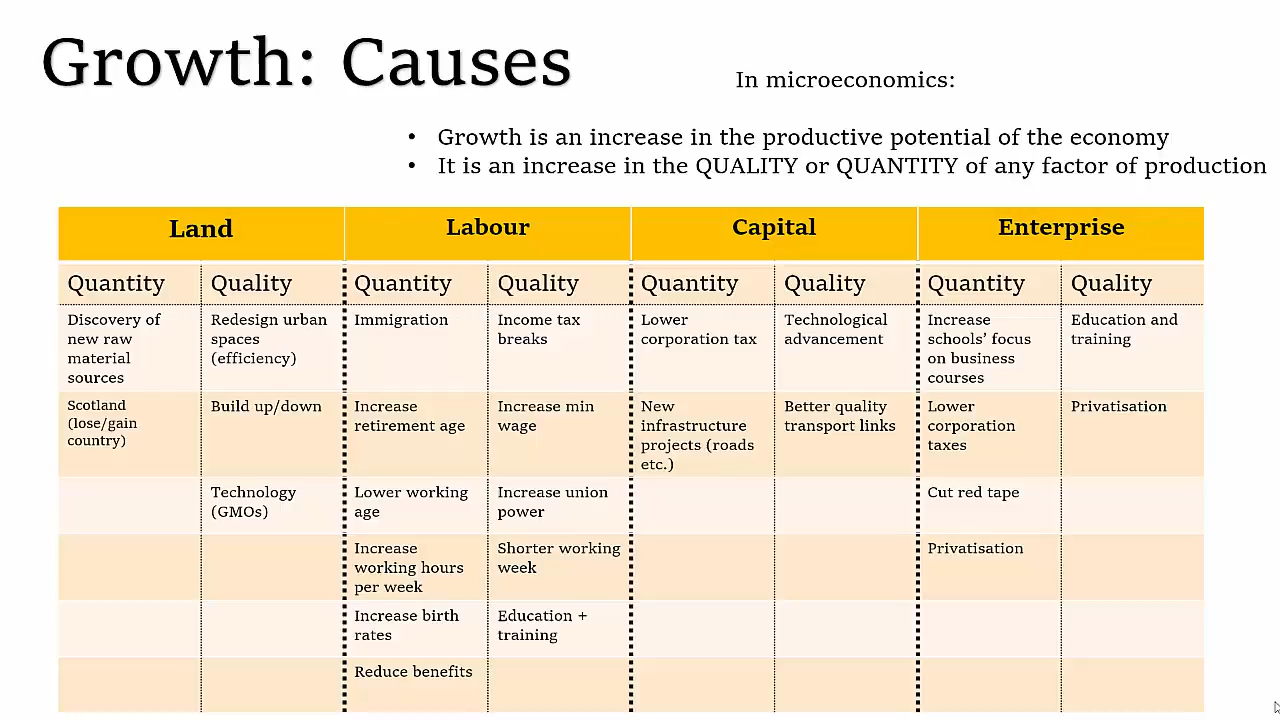 Growth: Causes
In microeconomics:
• Growth is an increase in the productive potential of the economy
• It is an increase in the QUALITY or QUANTITY of any factor of production
Land
Labour
Capital
Enterprise
Quantity
Quality
Quantity
Quality
Quantity
Quality
Quantity
Quality
Discovery of
new raw
material
sources
Redesign urban
spaces
(efficiency)
Immigration
Income tax
breaks
Lower
corporation tax
Technological
advancement
Increase
schools’ focus
on business
courses
Education and
training
Scotland
(lose/gain
country)
Build up/down
Increase
retirement age
Increase min
wage
New
infrastructure
projects (roads
etc.)
Better quality
transport links
Lower
corporation
taxes
Privatisation
Technology
(GMOs)
Lower working
age
Increase union
power
Cut red tape
Increase
working hours
per week
Shorter working
week
Privatisation
Increase birth
rates
Education +
training
Reduce benefits